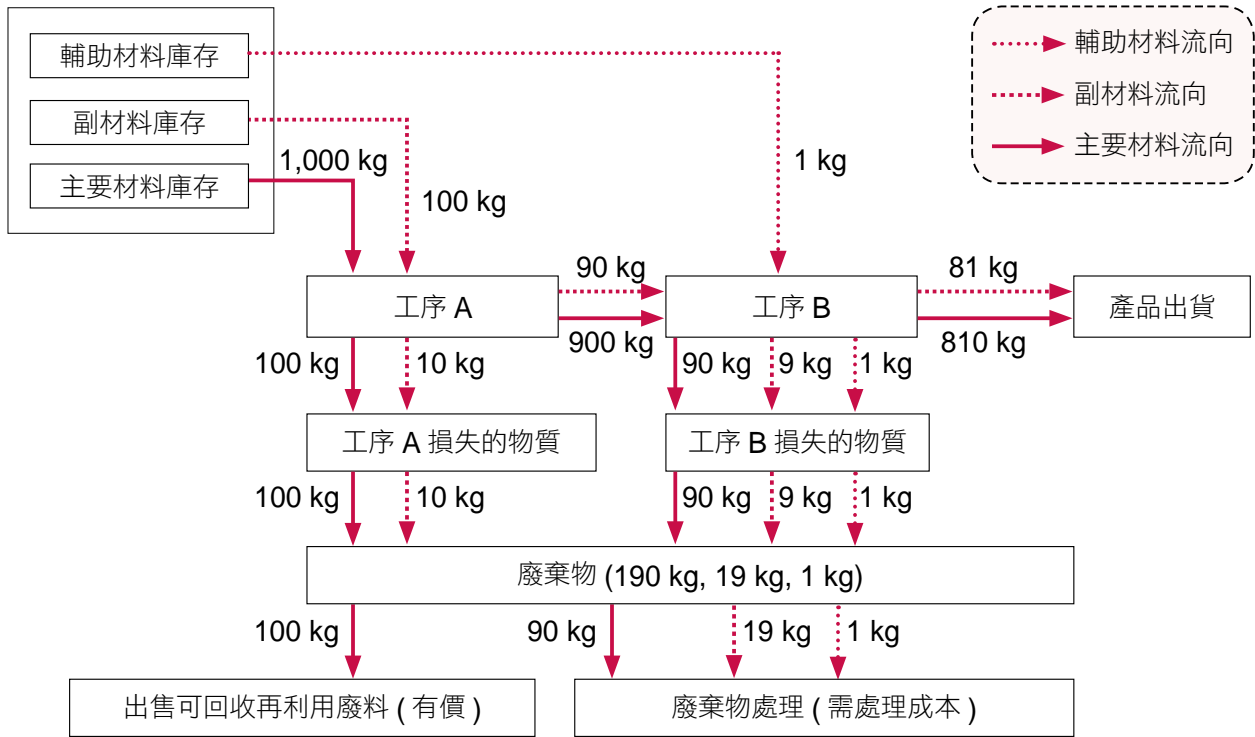 輔助材料庫存
副材料庫存
主要材料庫存
1,000 kg
100 kg
1 kg
輔助材料流向
副材料流向
主要材料流向
工序 A
90 kg
900 kg
工序 B
81 kg
810 kg
產品出貨
100 kg
10 kg
90 kg
9 kg
1 kg
工序 A 損失的物質
工序 B 損失的物質
100 kg
10 kg
90 kg
9 kg
1 kg
廢棄物 (190 kg, 19 kg, 1 kg)
100 kg
90 kg
19 kg
1 kg
出售可回收再利用廢料 ( 有價 )
廢棄物處理 ( 需處理成本 )